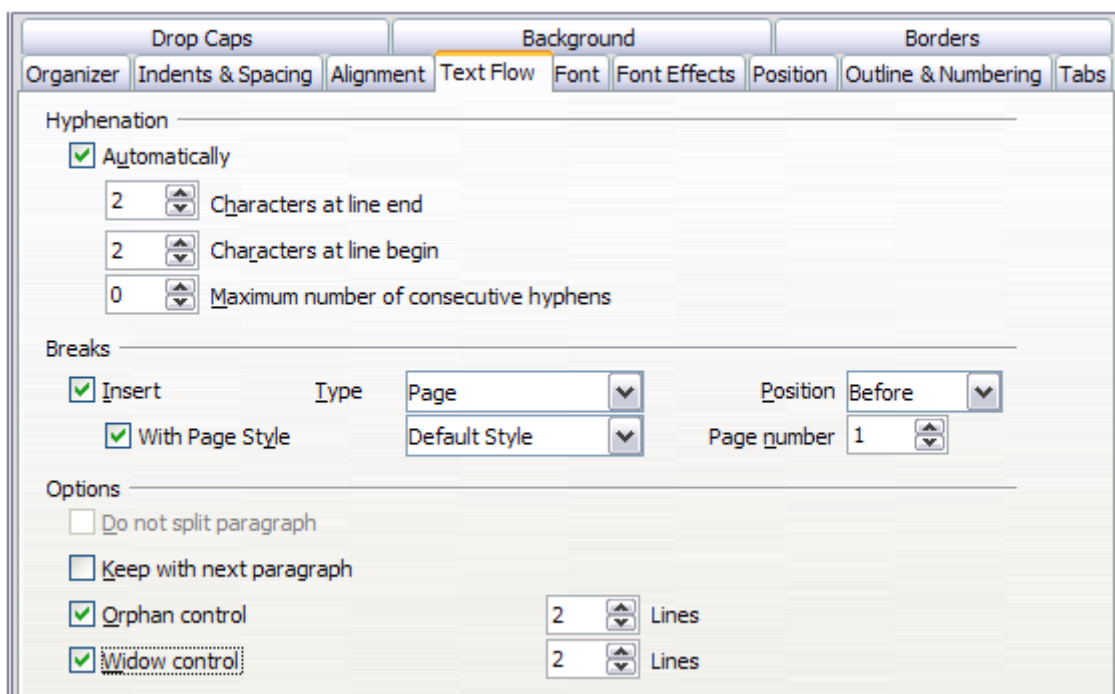 Drop Caps Background Borders
Organizer Indents & Spacing Alignment Text Flow Font Font Effects Position Outline & Numbering Tabs
Hyphenation
Automatically
2 Characters at line end
2 Characters at line begin
0 Maximum number of consecutive hyphens
Breaks
Insert Type Page Position Before
With Page Style Default Style Page number 1
Options
Do not split paragraph
Keep with next paragraph
Orphan control 2 Lines
Widow control 2 Lines